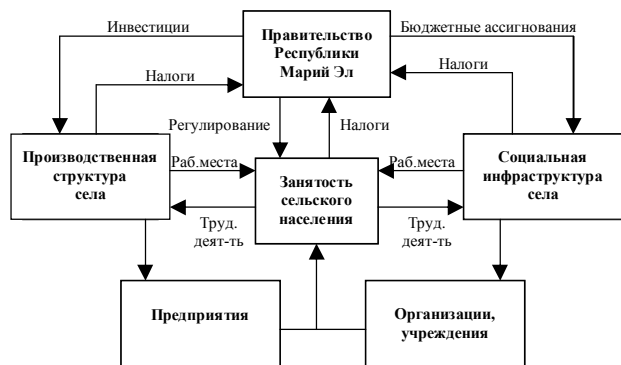 Инвестиции
Правительство
Республики
Марий Эл
Бюджетные ассигнования
Налоги
Налоги
Регулирование
Налоги
Производственная
структура
села
Раб.места
Занятость
сельского
населения
Раб.места
Социальная
инфраструктура
села
Труд.
деят-ть
Труд.
деят-ть
Предприятия
Организации,
учреждения